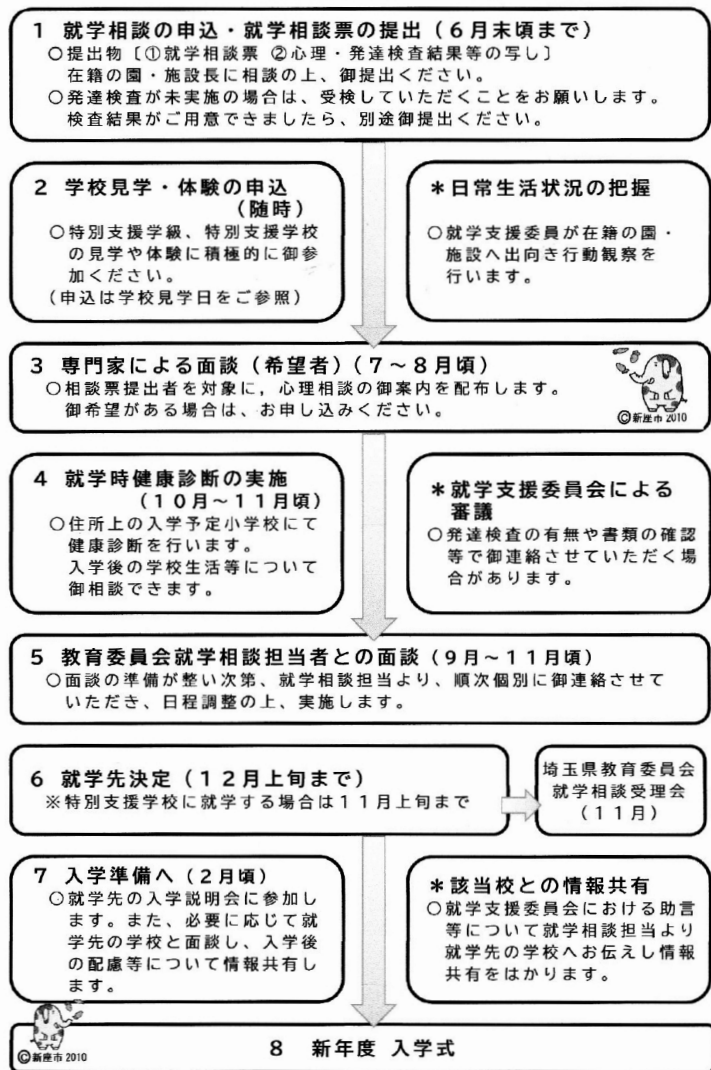 1 就学相談の申込・就学相談票の提出（6月末頃まで）
○提出物〔①就学相談票 ②心理・発達検査結果等の写し〕
在籍の園・施設長に相談の上、御提出ください。
○発達検査が未実施の場合は、受検していただくことをお願いします。
検査結果がご用意できましたら、別途御提出ください。
2 学校見学・体験の申込
（随時）
○特別支援学級、特別支援学校
の見学や体験に積極的に御参
加ください。
（申込は学校見学日をご参照）
＊日常生活状況の把握
○就学支援委員が在籍の園・
施設へ出向き行動観察を
行います。
3 専門家による面談（希望者）（7～8月頃）
○相談票提出者を対象に，心理相談の御案内を配布します。
御希望がある場合は、お申し込みください。
©新座市2010
4 就学時健康診断の実施
（10月～11月頃）
○住所上の入学予定小学校にて
健康診断を行います。
入学後の学校生活等について
御相談できます。
＊就学支援委員会による
審議
○発達検査の有無や書類の確認
等で御連絡させていただく場
合があります。
5 教育委員会就学相談担当者との面談（9月～11月頃）
○面談の準備が整い次第、就学相談担当より、順次個別に御連絡させて
いただき、日程調整の上、実施します。
6 就学先決定（12月上旬まで）
※特別支援学校に就学する場合は11月上旬まで
埼玉県教育委員会
就学相談受理会
（11月）
7 入学準備へ（2月頃）
○就学先の入学説明会に参加し
ます。また、必要に応じて就
学先の学校と面談し、入学後
の配慮等について情報共有し
ます。
＊該当校との情報共有
○就学支援委員会における助言
等について就学相談担当より
就学先の学校へお伝えし情報
共有をはかります。
©新座市2010
8 新年度 入学式